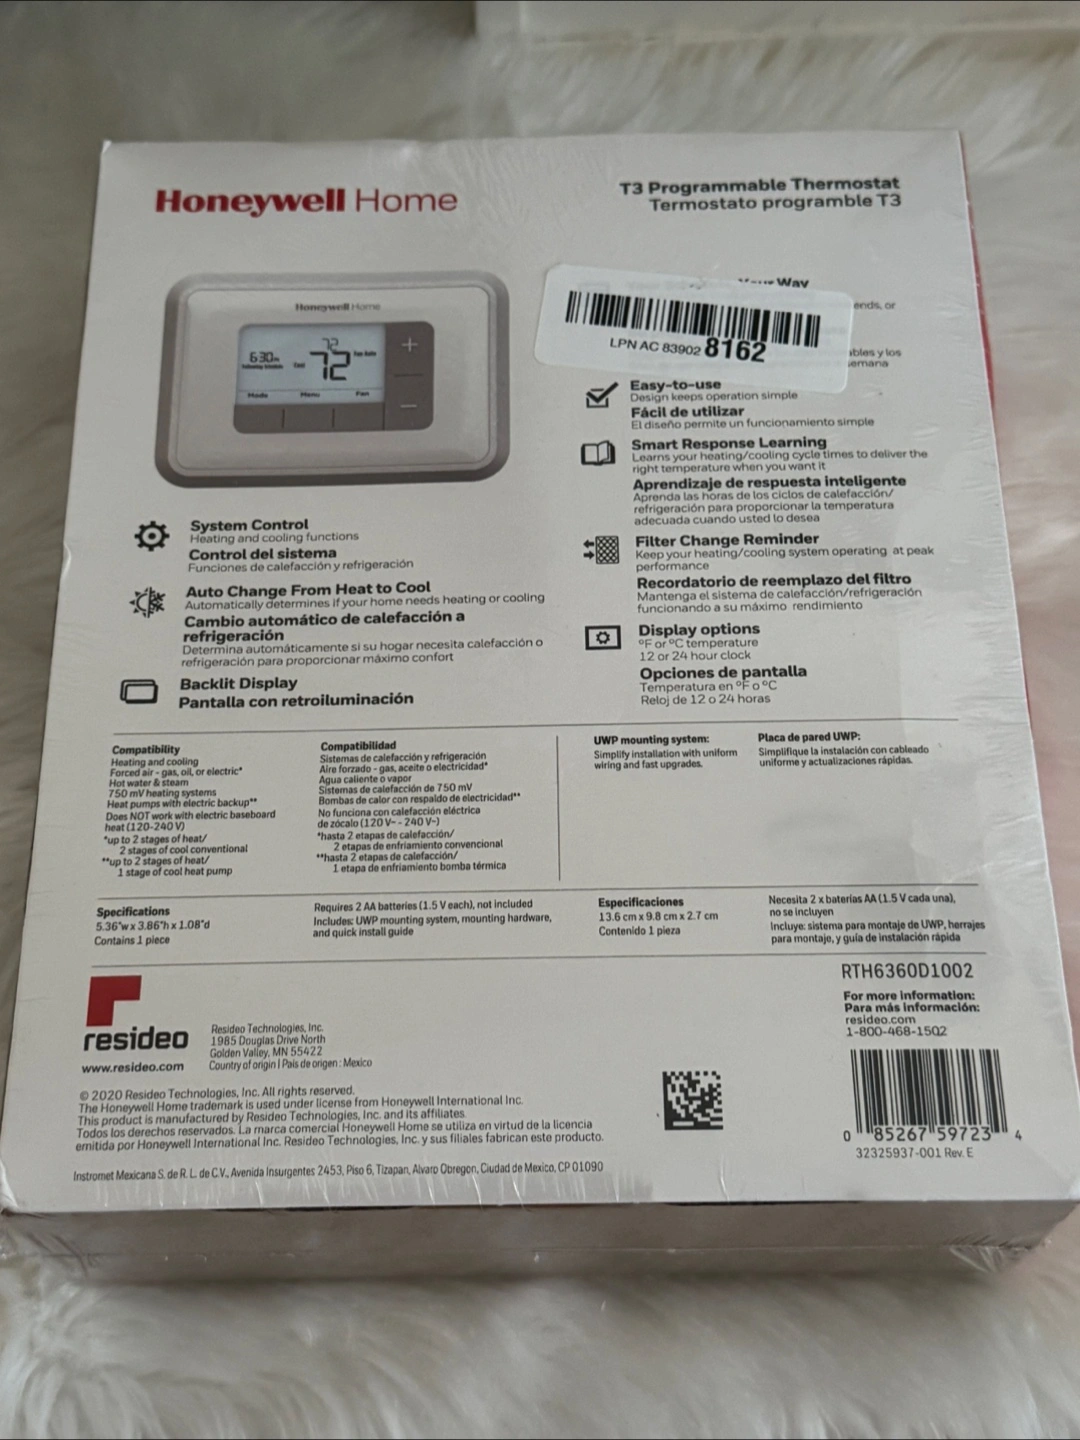 Honeywell Home
T3 Programmable Thermostat
Termostato programble T3
Honeywell Home
6:30
72
72
Mode
Menu
Fan
Way
ends, or
LPN AC 83902 8162
ables y los
semana
Easy-to-use
Design keeps operation simple
Fácil de utilizar
El diseño permite un funcionamiento simple
Smart Response Learning
Learns your heating/cooling cycle times to deliver the
right temperature when you want it
Aprendizaje de respuesta inteligente
Aprenda las horas de los ciclos de calefacción/
refrigeración para proporcionar la temperatura
adecuada cuando usted lo desea
Filter Change Reminder
Keep your heating/cooling system operating at peak
performance
Recordatorio de reemplazo del filtro
Mantenga el sistema de calefacción/refrigeración
funcionando a su máximo rendimiento
Display options
°F or °C temperature
12 or 24 hour clock
Opciones de pantalla
Temperatura en °F o °C
Reloj de 12 o 24 horas
System Control
Heating and cooling functions
Control del sistema
Funciones de calefacción y refrigeración
Auto Change From Heat to Cool
Automatically determines if your home needs heating or cooling
Cambio automático de calefacción a
refrigeración
Determina automáticamente si su hogar necesita calefacción o
refrigeración para proporcionar máximo confort
Backlit Display
Pantalla con retroiluminación
Compatibility
Heating and cooling
Forced air - gas, oil, or electric*
Hot water & steam
750 mV heating systems
Heat pumps with electric backup**
Does NOT work with electric baseboard
heat (120-240 V)
*up to 2 stages of heat/
2 stages of cool conventional
**up to 2 stages of heat/
1 stage of cool heat pump
Compatibilidad
Sistemas de calefacción y refrigeración
Aire forzado - gas, aceite o electricidad*
Agua caliente o vapor
Sistemas de calefacción de 750 mV
Bombas de calor con respaldo de electricidad**
No funciona con calefacción eléctrica
de zócalo (120 V~ - 240 V~)
*hasta 2 etapas de calefacción/
2 etapas de enfriamiento convencional
**hasta 2 etapas de calefacción/
1 etapa de enfriamiento bomba térmica
UWP mounting system:
Simplify installation with uniform
wiring and fast upgrades.
Placa de pared UWP:
Simplifique la instalación con cableado
uniforme y actualizaciones rápidas.
Specifications
5.36"w x 3.86"h x 1.08"d
Contains 1 piece
Requires 2 AA batteries (1.5 V each), not included
Includes: UWP mounting system, mounting hardware,
and quick install guide
Especificaciones
13.6 cm x 9.8 cm x 2.7 cm
Contenido 1 pieza
Necesita 2 x baterías AA (1.5 V cada una),
no se incluyen
Incluye: sistema para montaje de UWP, herrajes
para montaje, y guía de instalación rápida
resideo
www.resideo.com
Resideo Technologies, Inc.
1985 Douglas Drive North
Golden Valley, MN 55422
Country of origin | País de origen : Mexico
© 2020 Resideo Technologies, Inc. All rights reserved.
The Honeywell Home trademark is used under license from Honeywell International Inc.
This product is manufactured by Resideo Technologies, Inc. and its affiliates
Todos los derechos reservados. La marca comercial Honeywell Home se utiliza en virtud de la licencia
emitida por Honeywell International Inc. Resideo Technologies, Inc. y sus filiales fabrican este producto.
Instromet Mexicana S. de R. L. de C.V., Avenida Insurgentes 2453, Piso 6, Tizapan, Alvaro Obregon, Ciudad de Mexico, CP 01090
RTH6360D1002
For more information:
Para más información:
resideo.com
1-800-468-1502
0 85267 59723 4
32325937-001 Rev. E